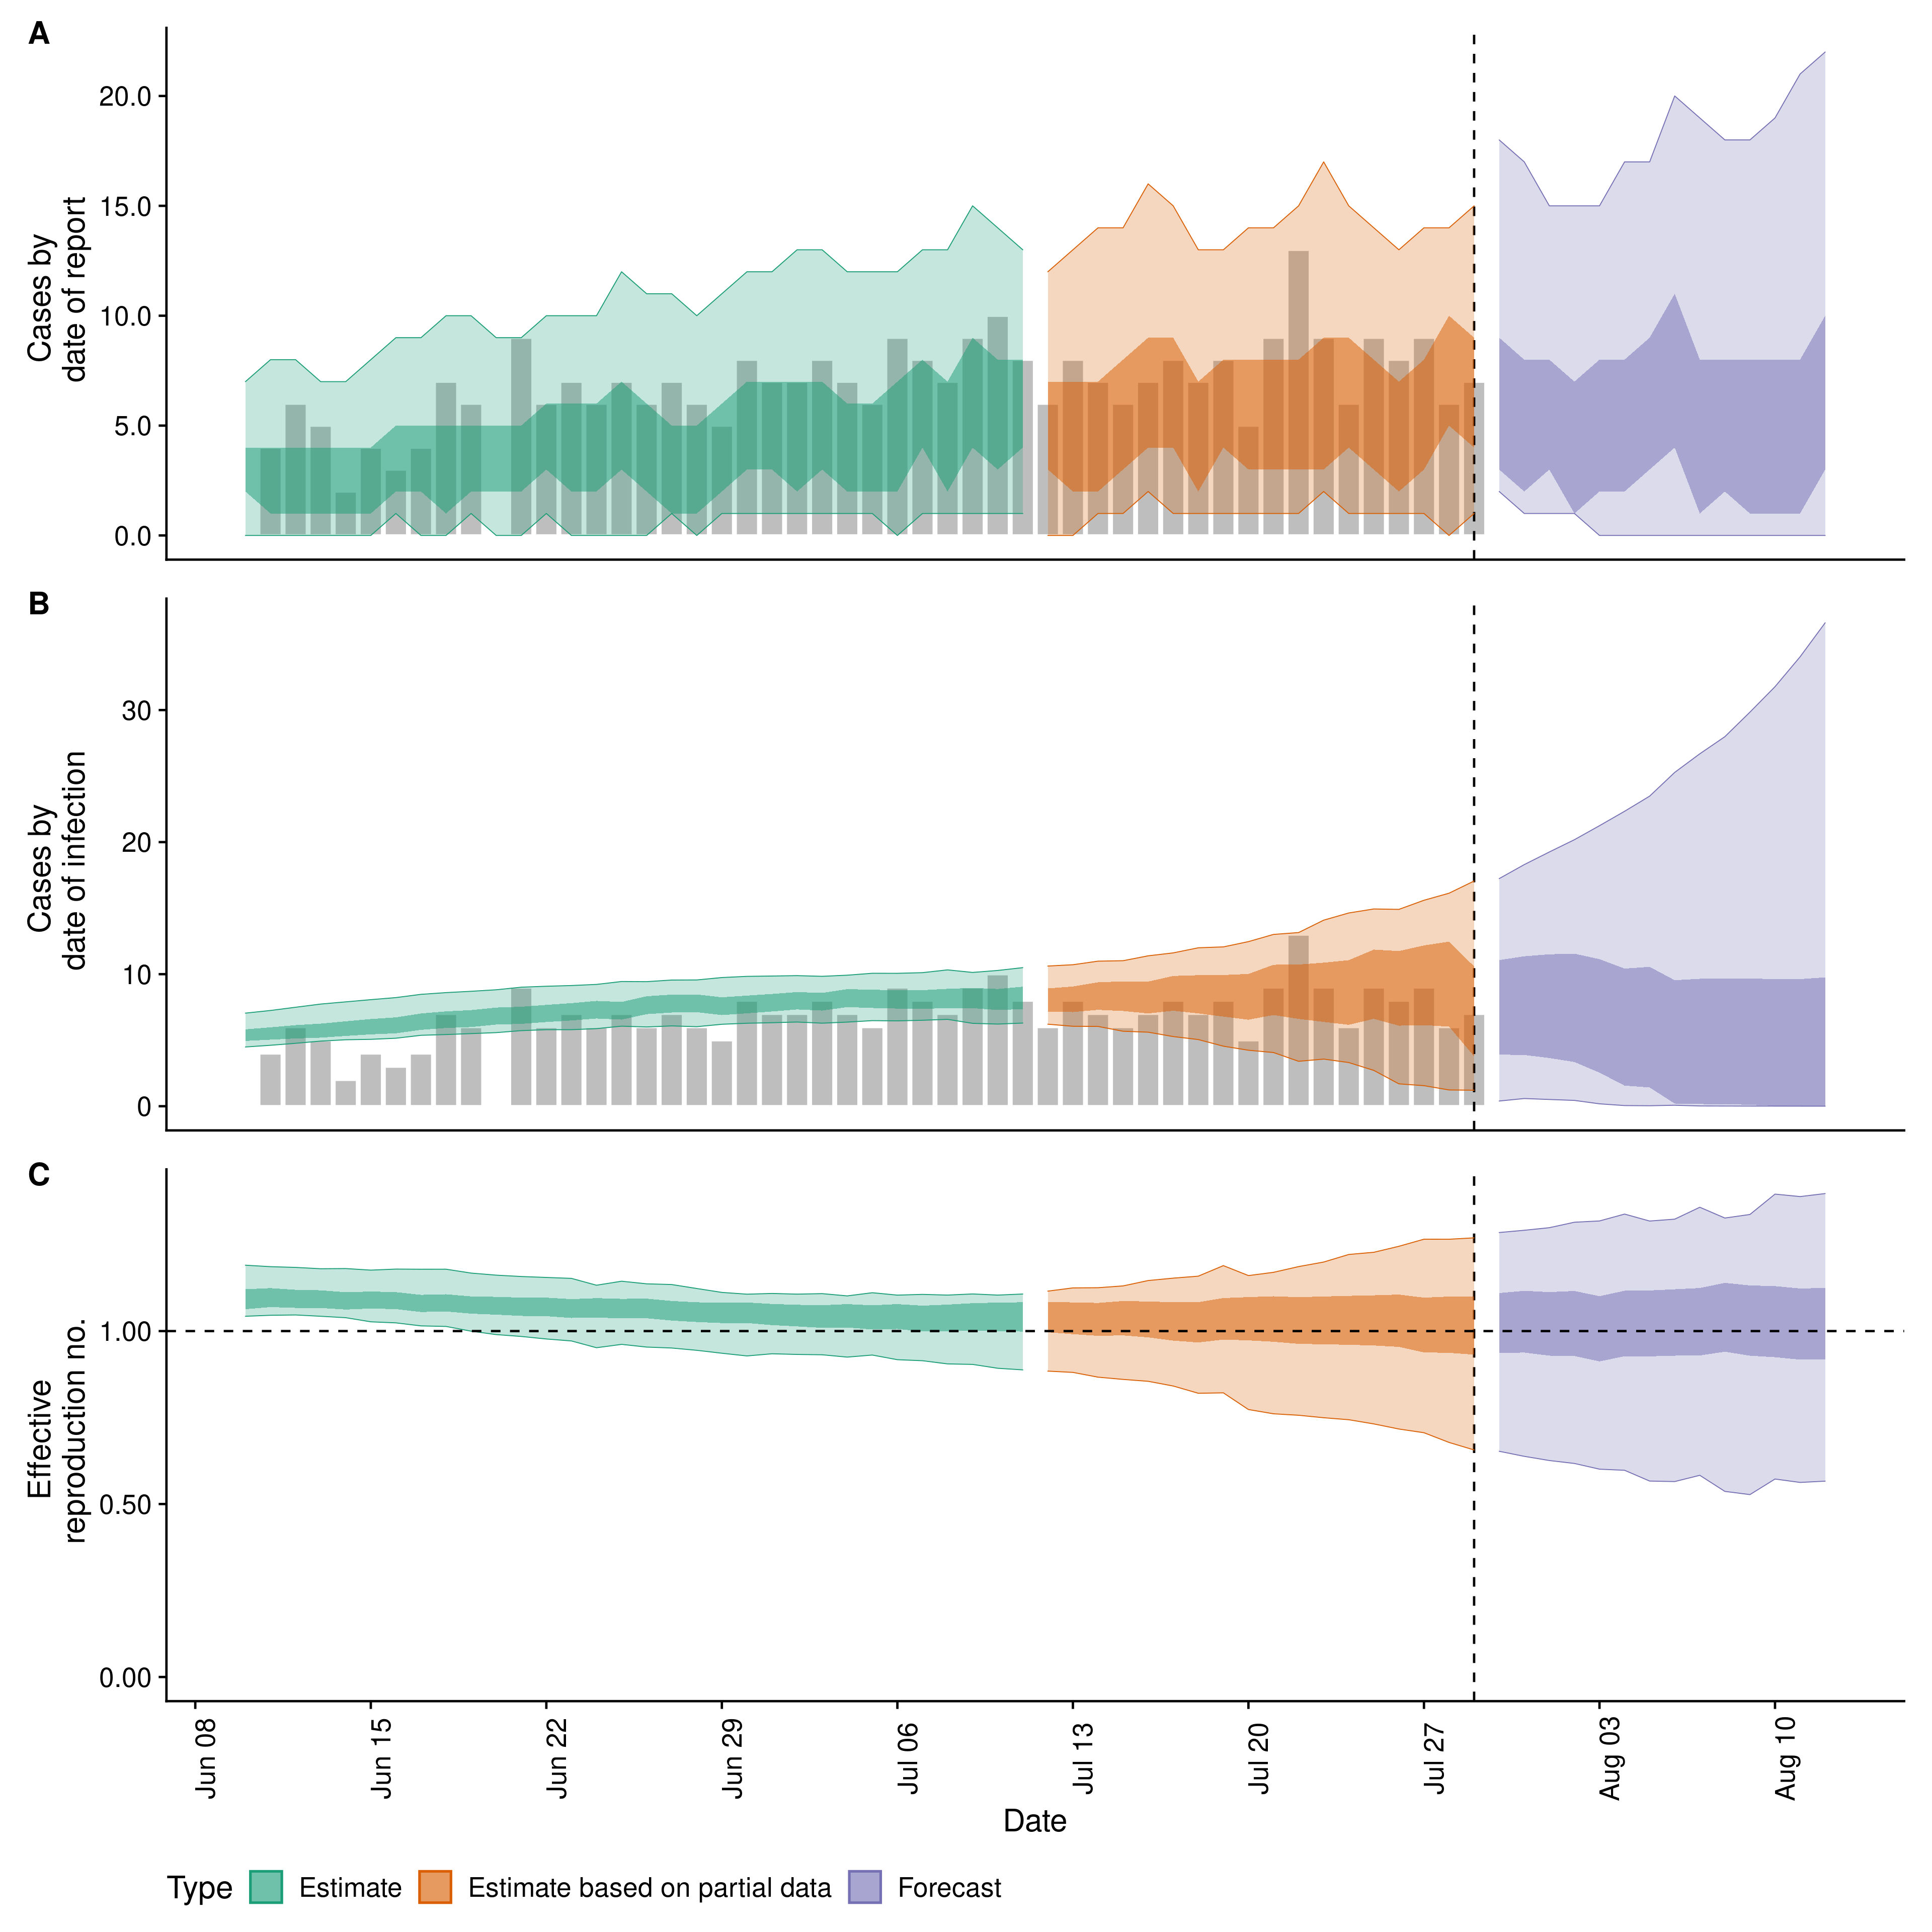 A
Cases by
date of report
20.0
15.0
10.0
5.0
0.0
B
Cases by
date of infection
30
20
10
0
C
Effective
reproduction no.
1.00
0.50
0.00
Jun 08
Jun 15
Jun 22
Jun 29
Jul 06
Jul 13
Jul 20
Jul 27
Aug 03
Aug 10
Date
Type Estimate Estimate based on partial data Forecast